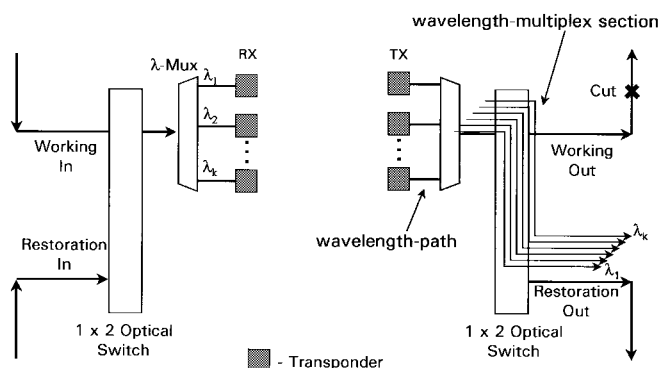 wavelength-multiplex section
λ-Mux
RX
TX
λ1
λ2
λk
Cut
Working
In
Working
Out
Restoration
In
wavelength-path
λk
λ1
Restoration
Out
1 x 2 Optical
Switch
1 x 2 Optical
Switch
- Transponder